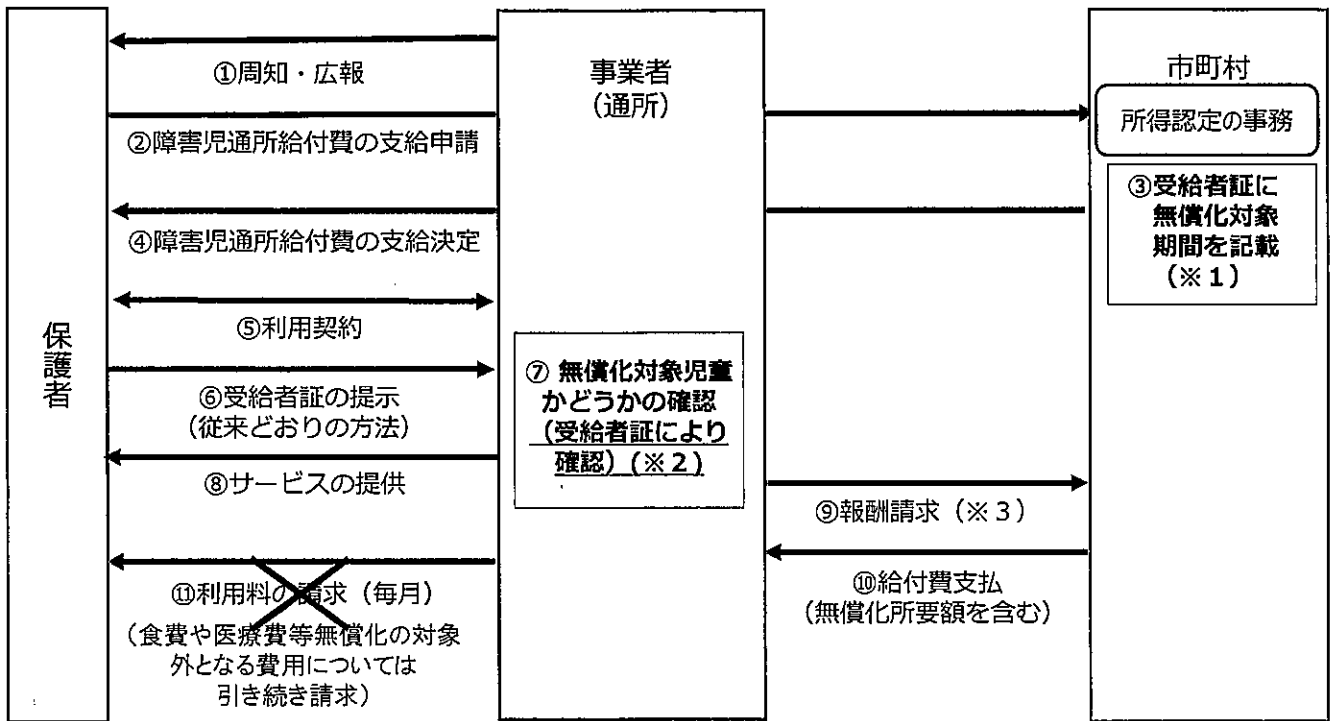 ①周知・広報
②障害児通所給付費の支給申請
④障害児通所給付費の支給決定
⑤利用契約
保護者
⑥受給者証の提示
(従来どおりの方法)
⑧サービスの提供
⑪利用料の請求(毎月)
(食費や医療費等無償化の対象
外となる費用については
引き続き請求)
事業者
(通所)
⑦ 無償化対象児童
かどうかの確認
(受給者証により
確認)(※2)
⑨報酬請求(※3)
⑩給付費支払
(無償化所要額を含む)
市町村
所得認定の事務
③受給者証に
無償化対象
期間を記載
(※1)